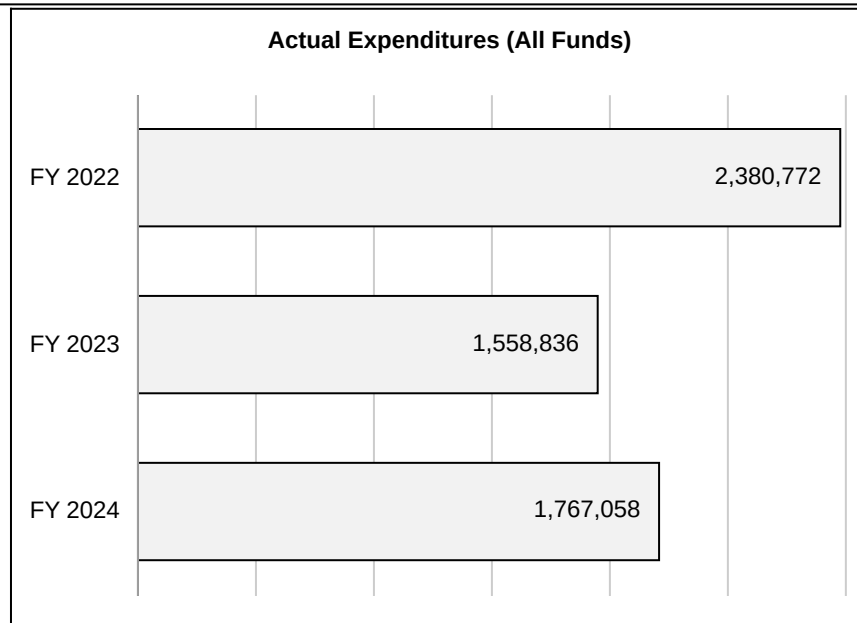 Actual Expenditures (All Funds)
FY 2022
2,380,772
FY 2023
1,558,836
FY 2024
1,767,058